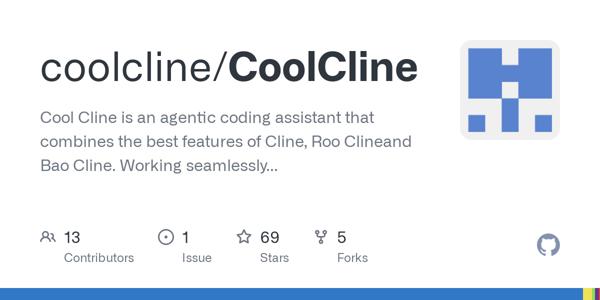 coolcline/CoolCline
Cool Cline is an agentic coding assistant that
combines the best features of Cline, Roo Clineand
Bao Cline. Working seamlessly...
13 1 69 5
Contributors Issue Stars Forks